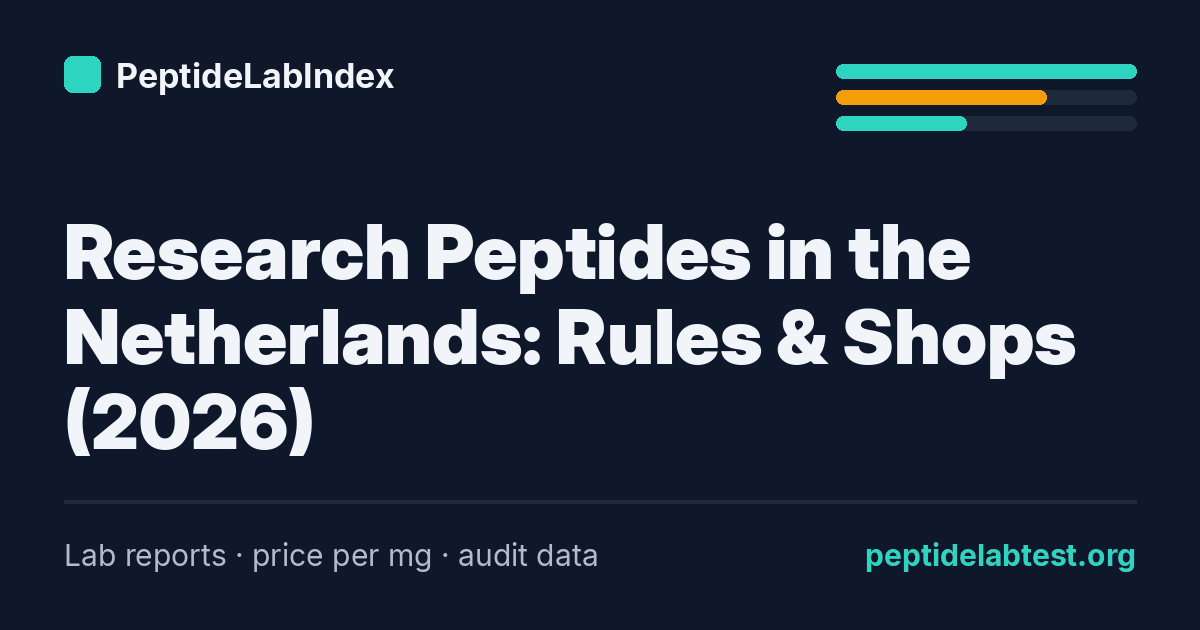 PeptideLabIndex
Research Peptides in the
Netherlands: Rules & Shops
(2026)
Lab reports · price per mg · audit data
peptidelabtest.org